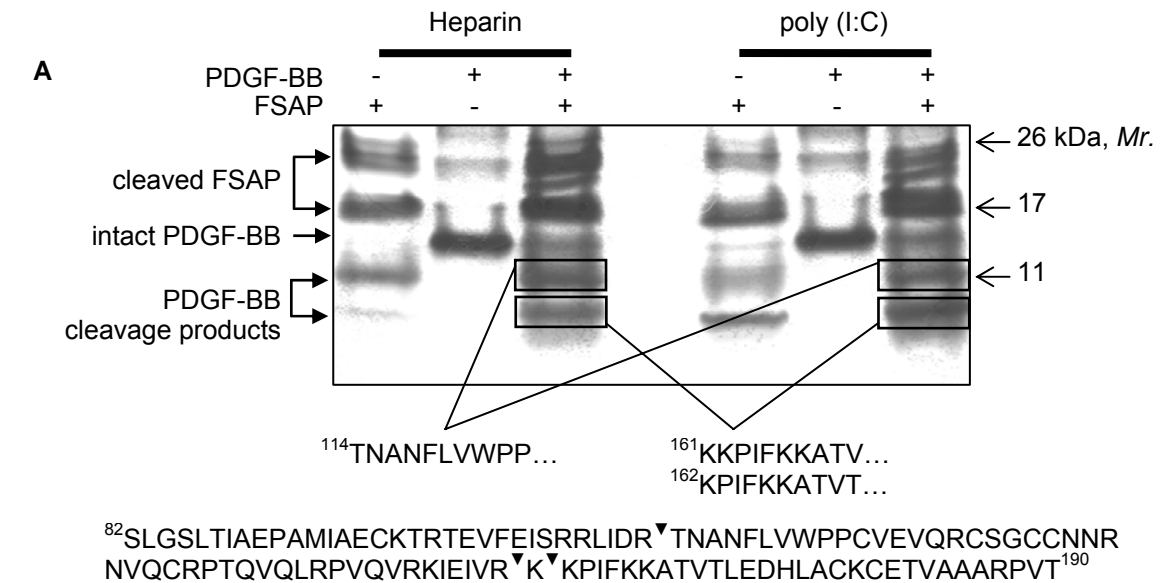 Heparin poly (I:C)
A
PDGF-BB - + + - + +
FSAP + - + + - +
26 kDa, Mr.
cleaved FSAP
17
intact PDGF-BB
11
PDGF-BB
cleavage products
114TNANFLVWPP… 161KKPIFKKATV…
162KPIFKKATVT…
82SLGSLTIAEPAMIAECKTRTEVFEISRRLIDR▼TNANFLVWPPCVEVQRCSGCCNNR
NVQCRPTQVQLRPVQVRKIEIVR▼K▼KPIFKKATVTLEDHLACKCETVAAARPVT190